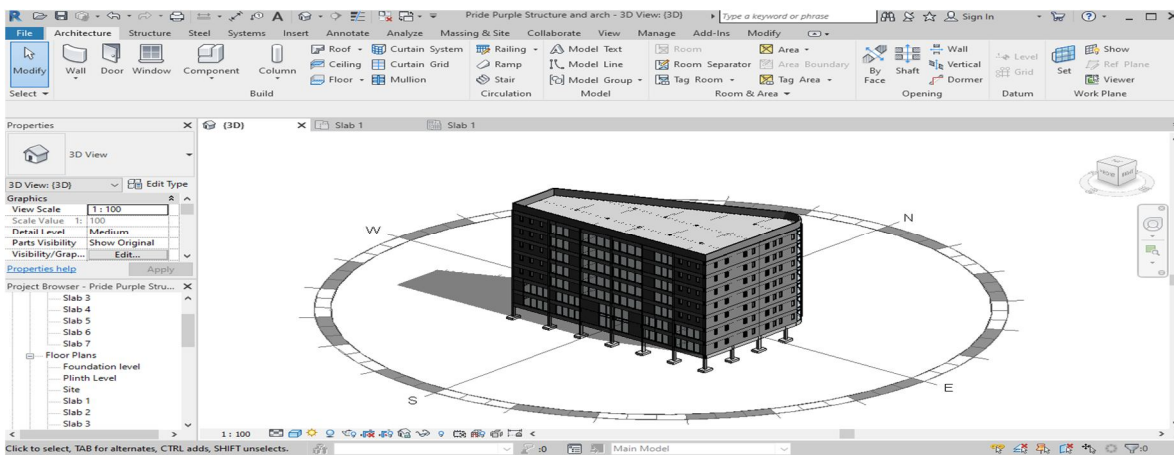 Pride Purple Structure and arch - 3D View: {3D}
Type a keyword or phrase
Sign In
File Architecture Structure Steel Systems Insert Annotate Analyze Massing & Site Collaborate View Manage Add-Ins Modify
Modify
Wall
Door
Window
Component
Column
Roof
Ceiling
Floor
Curtain System
Curtain Grid
Mullion
Railing
Ramp
Stair
Model Text
Model Line
Model Group
Room
Room Separator
Tag Room
Area
Area Boundary
Tag Area
By Face
Shaft
Wall
Vertical
Dormer
Level
Grid
Set
Show
Ref Plane
Viewer
Select
Build
Circulation
Model
Room & Area
Opening
Datum
Work Plane
Properties
{3D}
Slab 1
Slab 1
3D View
3D View: {3D}
Edit Type
Graphics
View Scale 1 : 100
Scale Value 1: 100
Detail Level Medium
Parts Visibility Show Original
Visibility/Grap... Edit...
Properties help
Apply
Project Browser - Pride Purple Stru...
Slab 3
Slab 4
Slab 5
Slab 6
Slab 7
Floor Plans
Foundation level
Plinth Level
Site
Slab 1
Slab 2
Slab 3
W
N
S
E
1 : 100
Click to select, TAB for alternates, CTRL adds, SHIFT unselects.
:0
Main Model
:0